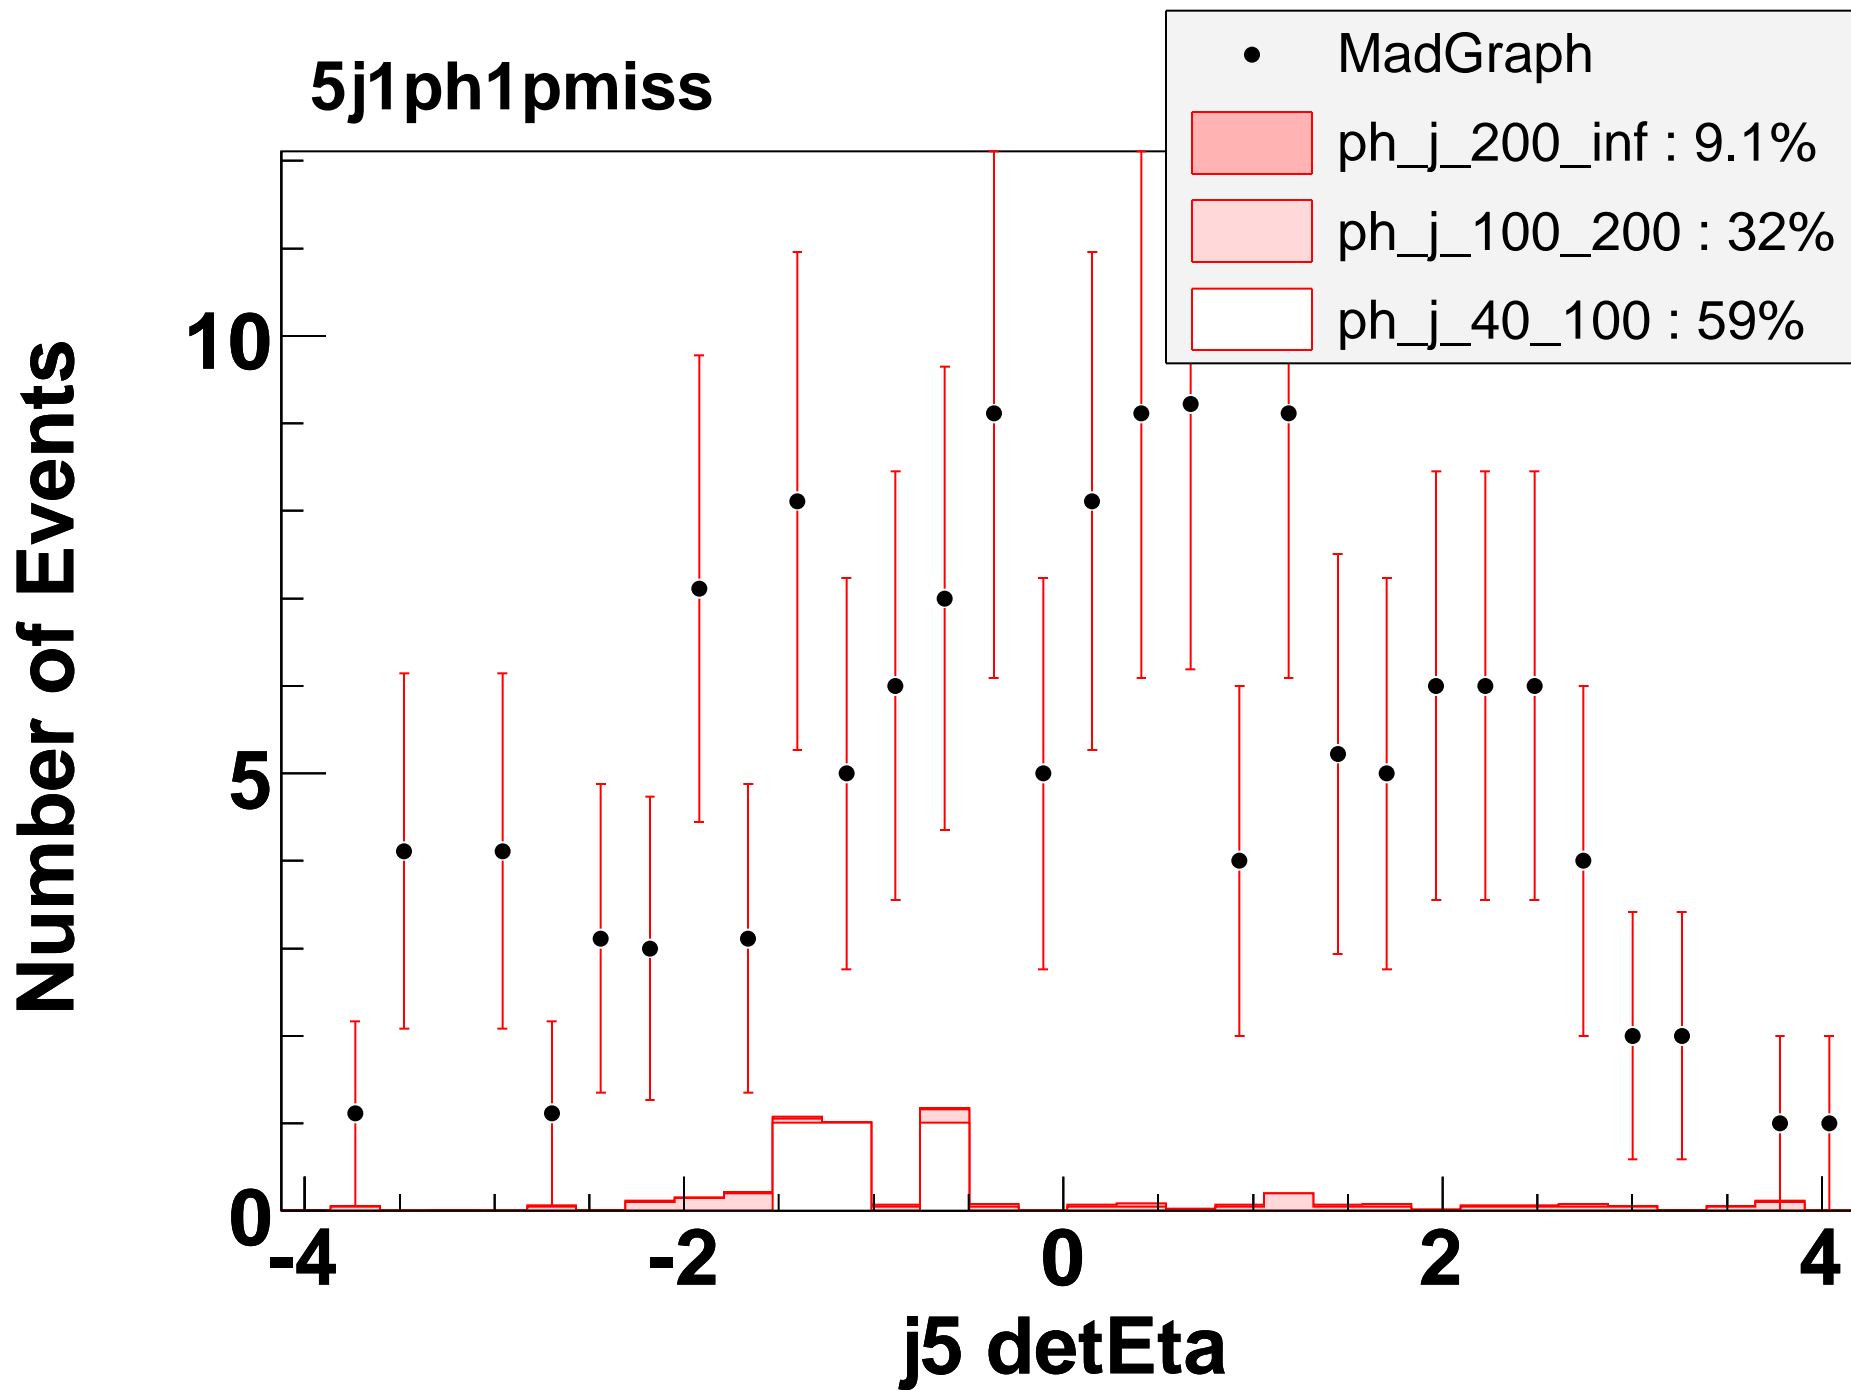 5j1ph1pmiss
MadGraph
ph_j_200_inf : 9.1%
ph_j_100_200 : 32%
ph_j_40_100 : 59%
Number of Events
10
5
0
-4 -2 0 2 4
j5 detEta